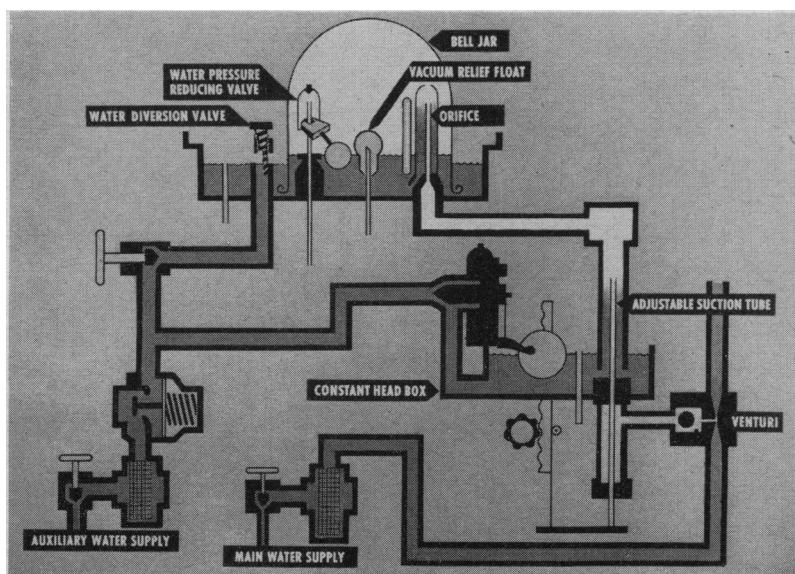 BELL JAR
WATER PRESSURE
REDUCING VALVE
VACUUM RELIEF FLOAT
WATER DIVERSION VALVE
ORIFICE
ADJUSTABLE SUCTION TUBE
CONSTANT HEAD BOX
VENTURI
AUXILIARY WATER SUPPLY
MAIN WATER SUPPLY